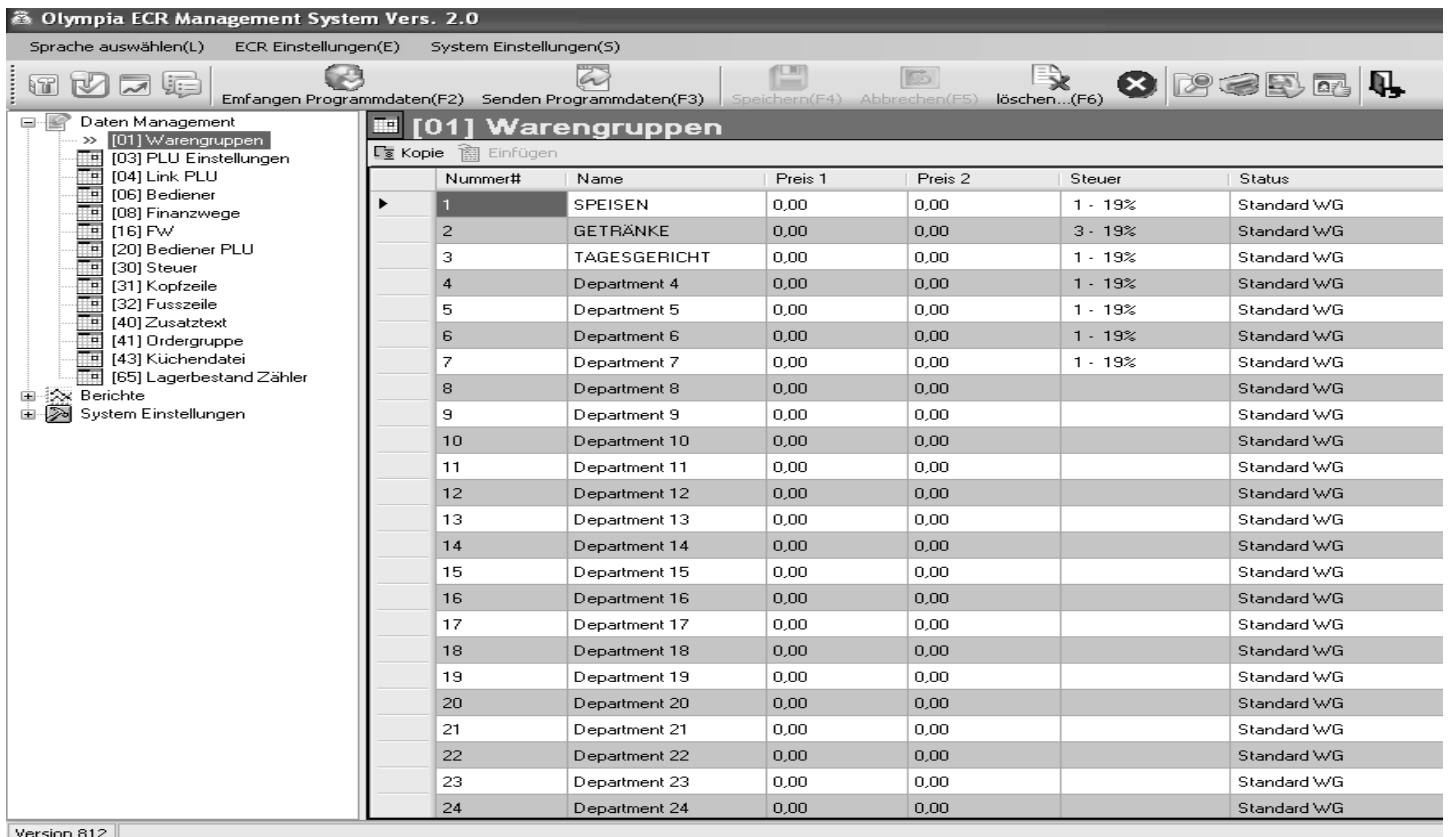 Olympia ECR Management System Vers. 2.0
Sprache auswählen(L) ECR Einstellungen(E) System Einstellungen(S)
Emfangen Programmdaten(F2) Senden Programmdaten(F3) Speichern(F4) Abbrechen(F5) löschen...(F6)
Daten Management
>> [01] Warengruppen
[03] PLU Einstellungen
[04] Link PLU
[06] Bediener
[08] Finanzwege
[16] FW
[20] Bediener PLU
[30] Steuer
[31] Kopfzeile
[32] Fusszeile
[40] Zusatztext
[41] Ordergruppe
[43] Küchendatei
[65] Lagerbestand Zähler
Berichte
System Einstellungen
[01] Warengruppen
Kopie Einfügen
Nummer# Name Preis 1 Preis 2 Steuer Status
1 SPEISEN 0,00 0,00 1 - 19% Standard WG
2 GETRÄNKE 0,00 0,00 3 - 19% Standard WG
3 TAGESGERICHT 0,00 0,00 1 - 19% Standard WG
4 Department 4 0,00 0,00 1 - 19% Standard WG
5 Department 5 0,00 0,00 1 - 19% Standard WG
6 Department 6 0,00 0,00 1 - 19% Standard WG
7 Department 7 0,00 0,00 1 - 19% Standard WG
8 Department 8 0,00 0,00 Standard WG
9 Department 9 0,00 0,00 Standard WG
10 Department 10 0,00 0,00 Standard WG
11 Department 11 0,00 0,00 Standard WG
12 Department 12 0,00 0,00 Standard WG
13 Department 13 0,00 0,00 Standard WG
14 Department 14 0,00 0,00 Standard WG
15 Department 15 0,00 0,00 Standard WG
16 Department 16 0,00 0,00 Standard WG
17 Department 17 0,00 0,00 Standard WG
18 Department 18 0,00 0,00 Standard WG
19 Department 19 0,00 0,00 Standard WG
20 Department 20 0,00 0,00 Standard WG
21 Department 21 0,00 0,00 Standard WG
22 Department 22 0,00 0,00 Standard WG
23 Department 23 0,00 0,00 Standard WG
24 Department 24 0,00 0,00 Standard WG
Version 812